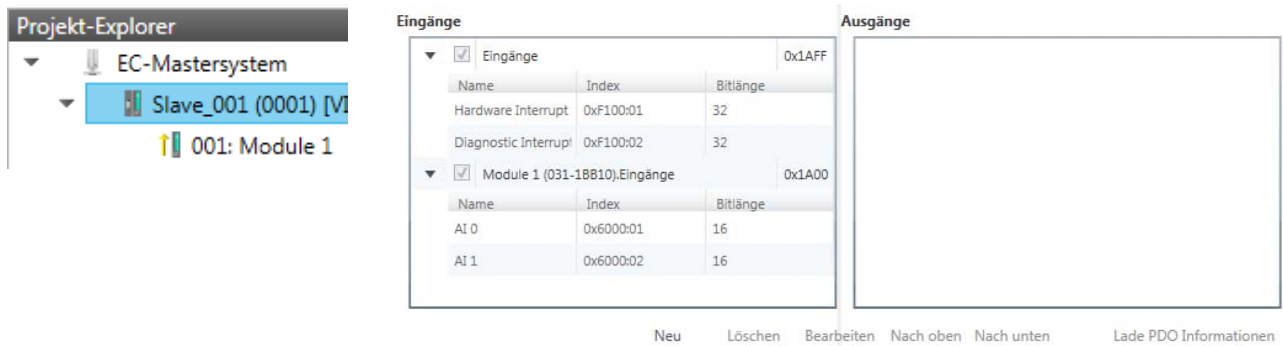 Projekt-Explorer
EC-Mastersystem
Slave_001 (0001) [VI
001: Module 1
Eingänge
Eingänge 0x1AFF
Name Index Bitlänge
Hardware Interrupt 0xF100:01 32
Diagnostic Interrupt 0xF100:02 32
Module 1 (031-1BB10).Eingänge 0x1A00
Name Index Bitlänge
AI 0 0x6000:01 16
AI 1 0x6000:02 16
Ausgänge
Neu Löschen Bearbeiten Nach oben Nach unten Lade PDO Informationen